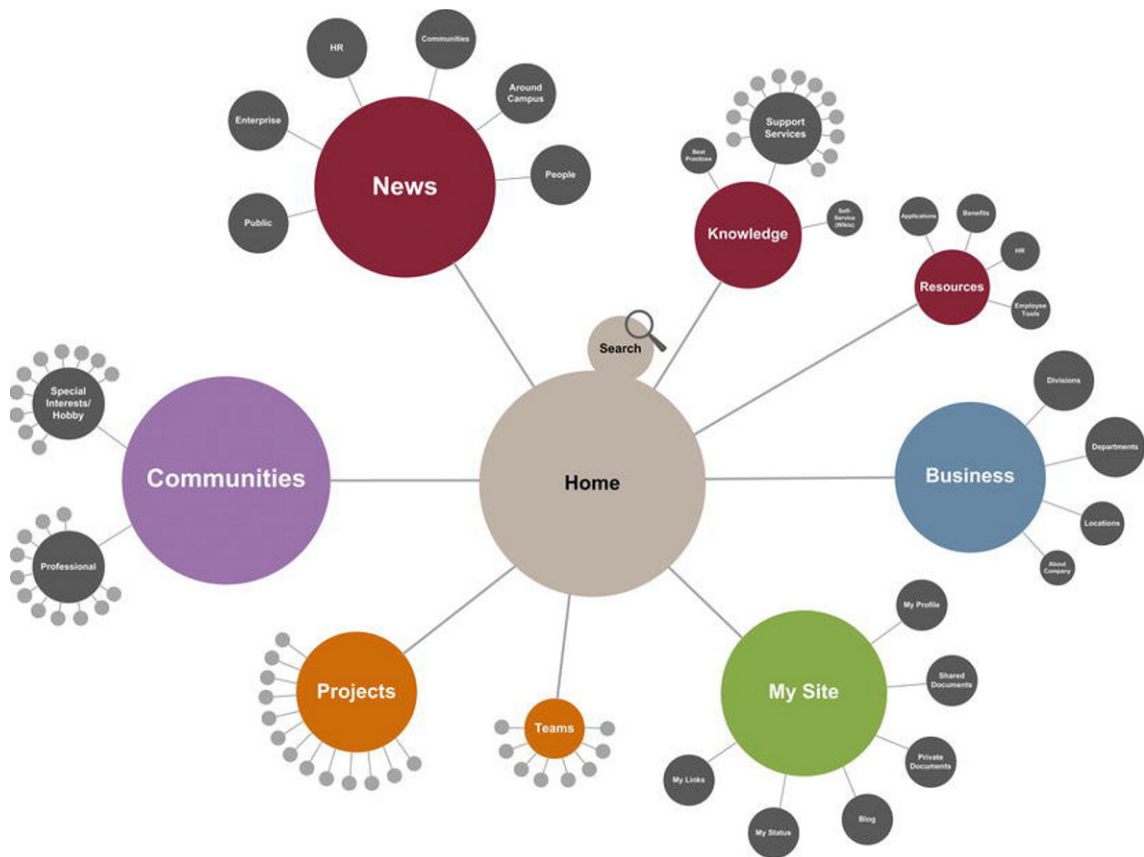 HR
Communities
Around
Campus
Enterprise
News
People
Public
Support
Services
Best
Practices
Knowledge
Self-
Service
(Wikis)
Applications
Benefits
HR
Resources
Employee
Tools
Search
Special
Interests/
Hobby
Communities
Professional
Home
Divisions
Departments
Business
Locations
About
Company
Projects
Teams
My Profile
Shared
Documents
My Site
Private
Documents
My Links
My Status
Blog